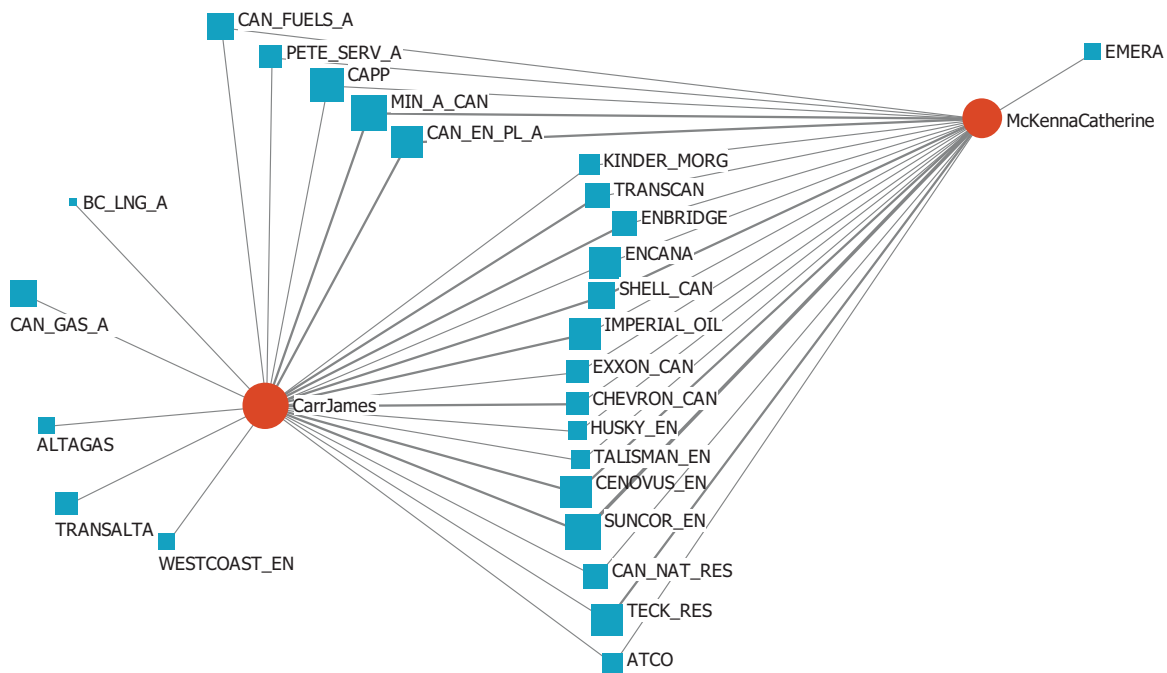 CAN_FUELS_A
PETE_SERV_A
EMERA
CAPP
MIN_A_CAN
McKennaCatherine
CAN_EN_PL_A
KINDER_MORG
TRANSCAN
BC_LNG_A
ENBRIDGE
ENCANA
SHELL_CAN
CAN_GAS_A
IMPERIAL_OIL
EXXON_CAN
CHEVRON_CAN
CarrJames
HUSKY_EN
ALTAGAS
TALISMAN_EN
CENOVUS_EN
SUNCOR_EN
TRANSALTA
WESTCOAST_EN
CAN_NAT_RES
TECK_RES
ATCO